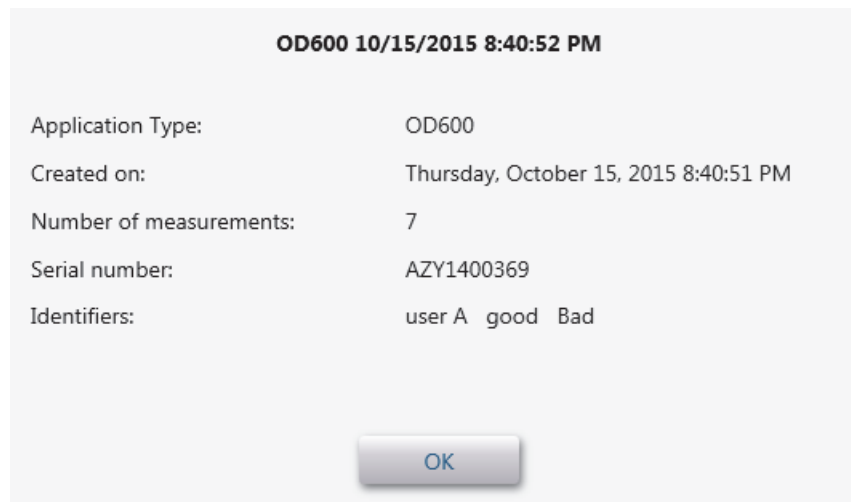 OD600 10/15/2015 8:40:52 PM
Application Type: OD600
Created on: Thursday, October 15, 2015 8:40:51 PM
Number of measurements: 7
Serial number: AZY1400369
Identifiers: user A good Bad
OK